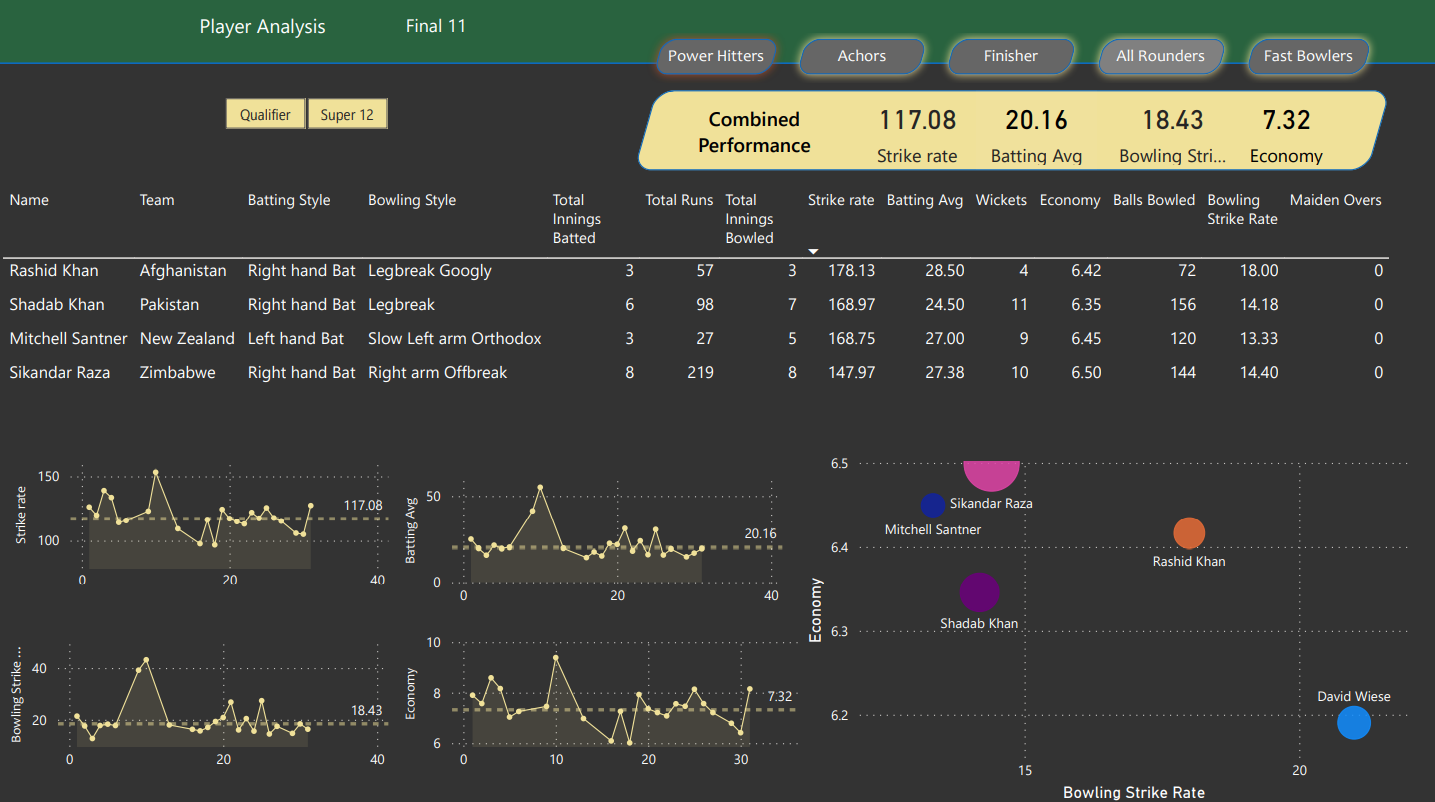 Player Analysis
Final 11
Power Hitters
Achors
Finisher
All Rounders
Fast Bowlers
Qualifier
Super 12
Combined
Performance
117.08
Strike rate
20.16
Batting Avg
18.43
Bowling Stri...
7.32
Economy
Name Team Batting Style Bowling Style Total Innings Batted Total Runs Total Innings Bowled Strike rate Batting Avg Wickets Economy Balls Bowled Bowling Strike Rate Maiden Overs
Rashid Khan Afghanistan Right hand Bat Legbreak Googly 3 57 3 178.13 28.50 4 6.42 72 18.00 0
Shadab Khan Pakistan Right hand Bat Legbreak 6 98 7 168.97 24.50 11 6.35 156 14.18 0
Mitchell Santner New Zealand Left hand Bat Slow Left arm Orthodox 3 27 5 168.75 27.00 9 6.45 120 13.33 0
Sikandar Raza Zimbabwe Right hand Bat Right arm Offbreak 8 219 8 147.97 27.38 10 6.50 144 14.40 0
Strike rate
150
100
117.08
0 20 40
Batting Avg
50
0
20.16
0 20 40
Bowling Strike ...
40
20
18.43
0 20 40
Economy
10
8
6
7.32
0 10 20 30
Economy
6.5
6.4
6.3
6.2
Sikandar Raza
Mitchell Santner
Rashid Khan
Shadab Khan
David Wiese
15 20
Bowling Strike Rate